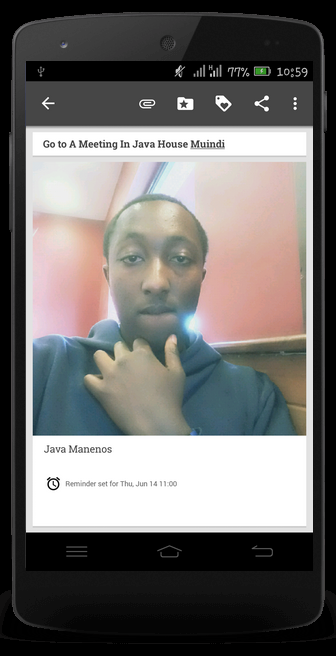 77% 10:59
Go to A Meeting In Java House Muindi
Java Manenos
Reminder set for Thu, Jun 14 11:00